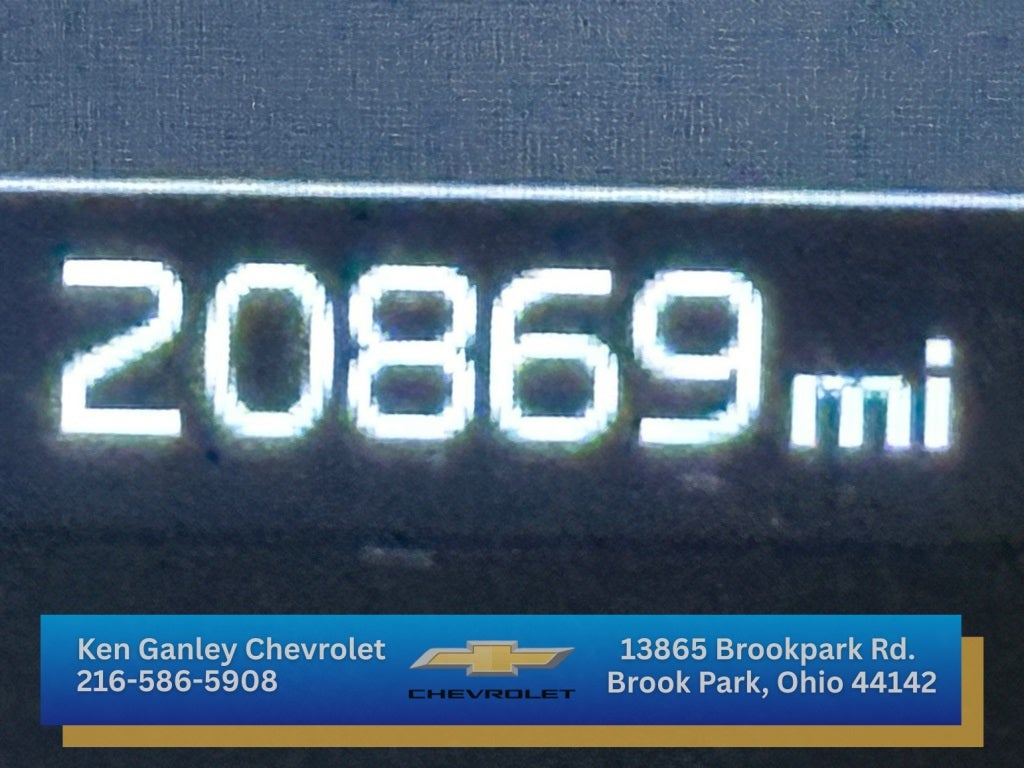 20869 mi
Ken Ganley Chevrolet
216-586-5908
CHEVROLET
13865 Brookpark Rd.
Brook Park, Ohio 44142